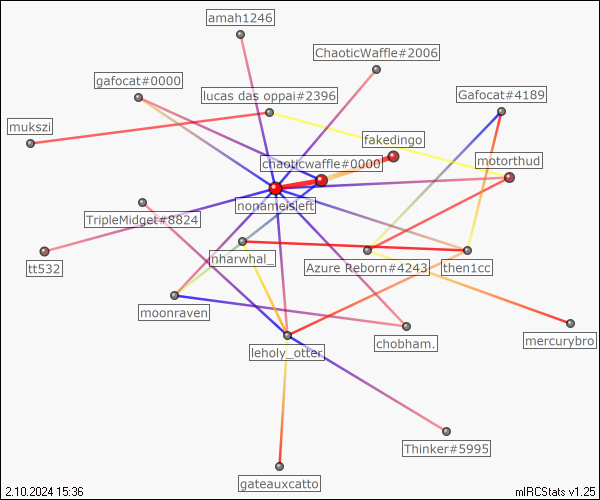 amah1246
ChaoticWaffle#2006
gafocat#0000
lucas das oppai#2396
Gafocat#4189
mukszi
fakedingo
chaoticwaffle#0000
motorthud
nonameisleft
TripleMidget#8824
nharwhal_
tt532
Azure Reborn#4243
then1cc
moonraven
chobham.
mercurybro
leholy_otter
Thinker#5995
gateauxcatto
2.10.2024 15:36
mIRCStats v1.25